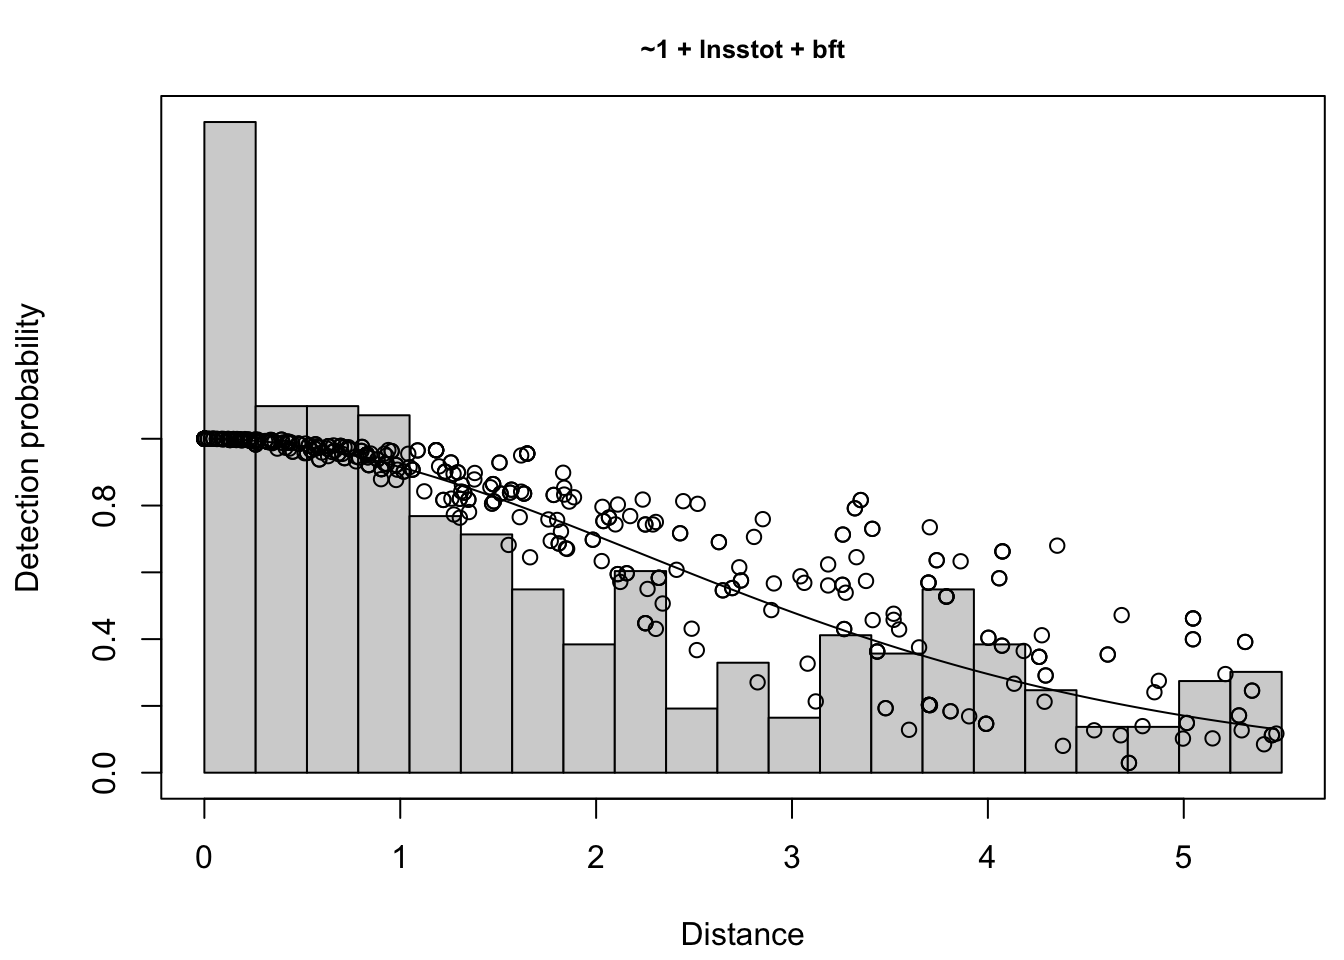 ~1 + lnsstot + bft
Detection probability
0.8
0.4
0.0
0 1 2 3 4 5
Distance